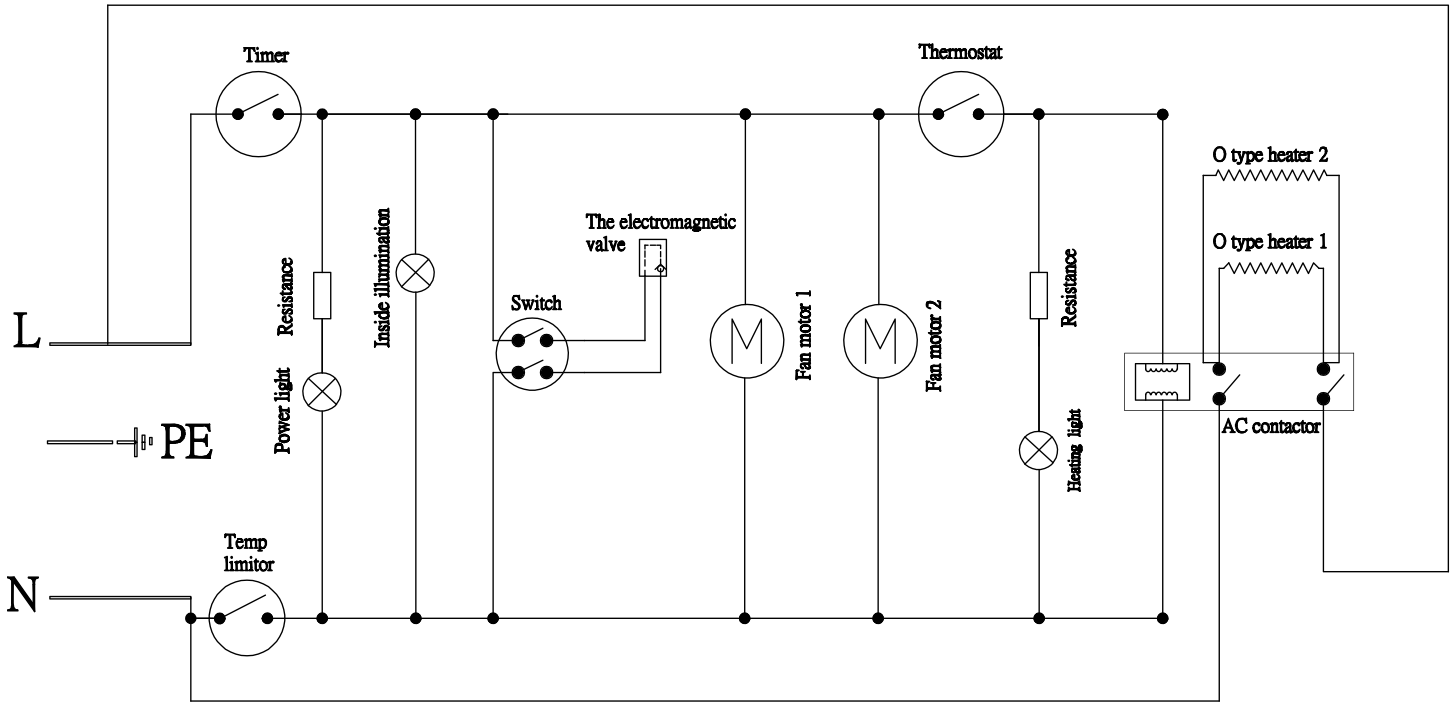 Timer
Thermostat
O type heater 2
The electromagnetic
valve
O type heater 1
Inside illumination
Resistance
Resistance
Switch
Fan motor 1
Fan motor 2
L
Power light
Heating light
AC contactor
PE
M
M
Temp
limitor
N